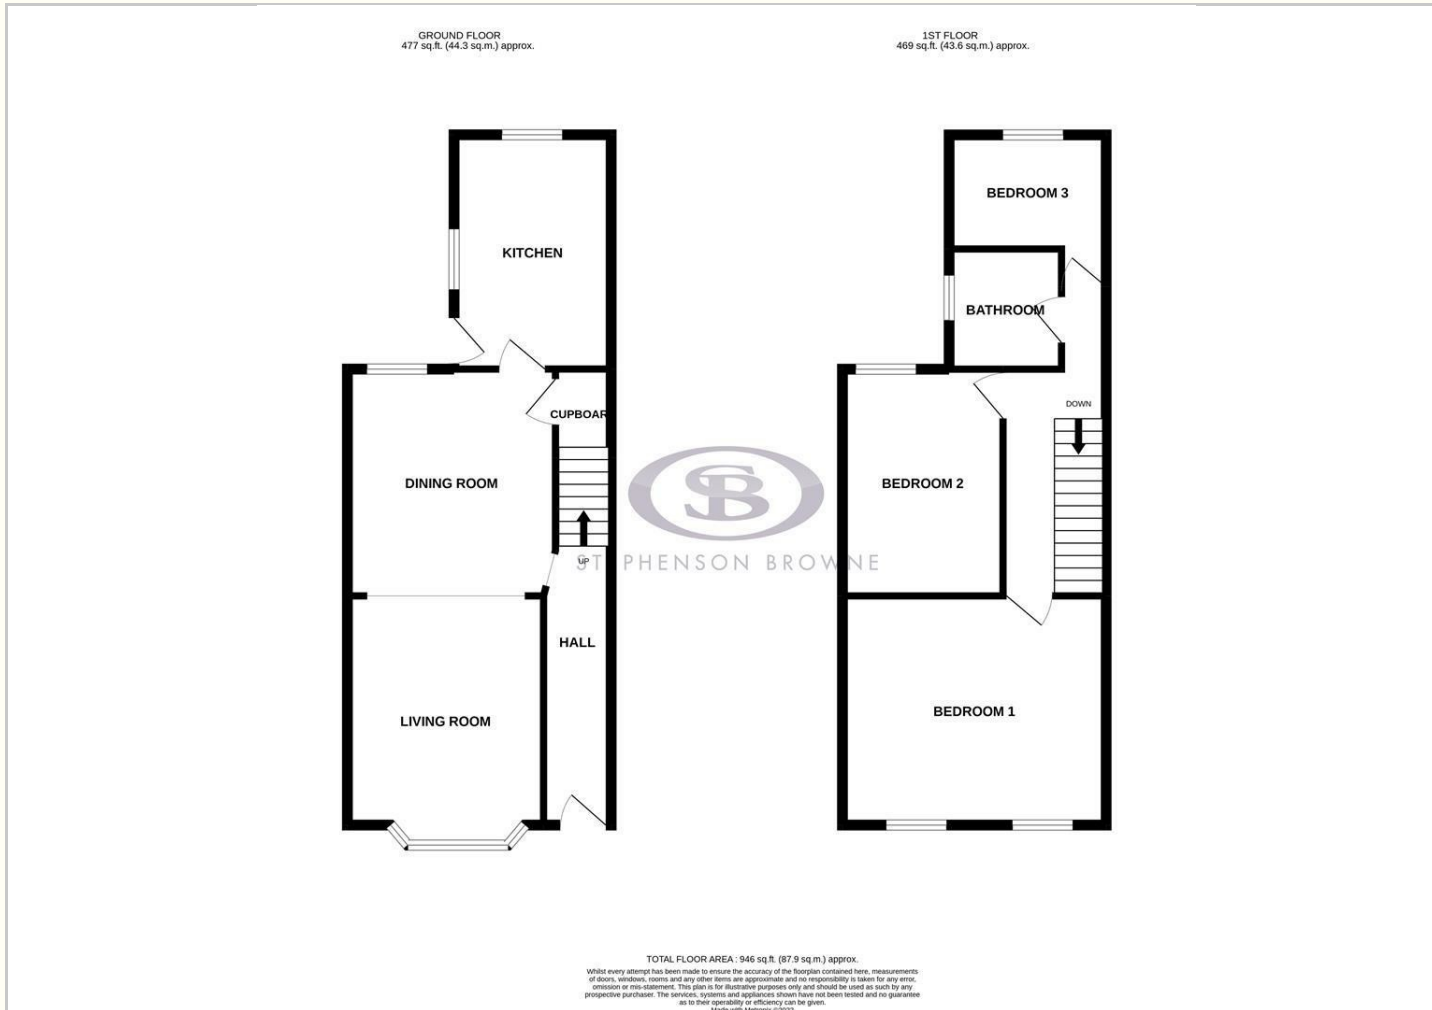 GROUND FLOOR
477 sq.ft. (44.3 sq.m.) approx.
1ST FLOOR
469 sq.ft. (43.6 sq.m.) approx.
KITCHEN
CUPBOAR
DINING ROOM
UP
HALL
LIVING ROOM
BEDROOM 3
BATHROOM
DOWN
BEDROOM 2
BEDROOM 1
SB
STEPHENSON BROWNE
TOTAL FLOOR AREA : 946 sq.ft. (87.9 sq.m.) approx.
Whilst every attempt has been made to ensure the accuracy of the floorplan contained here, measurements
of doors, windows, rooms and any other items are approximate and no responsibility is taken for any error,
omission or mis-statement. This plan is for illustrative purposes only and should be used as such by any
prospective purchaser. The services, systems and appliances shown have not been tested and no guarantee
as to their operability or efficiency can be given.
Made with Metropix ©2022